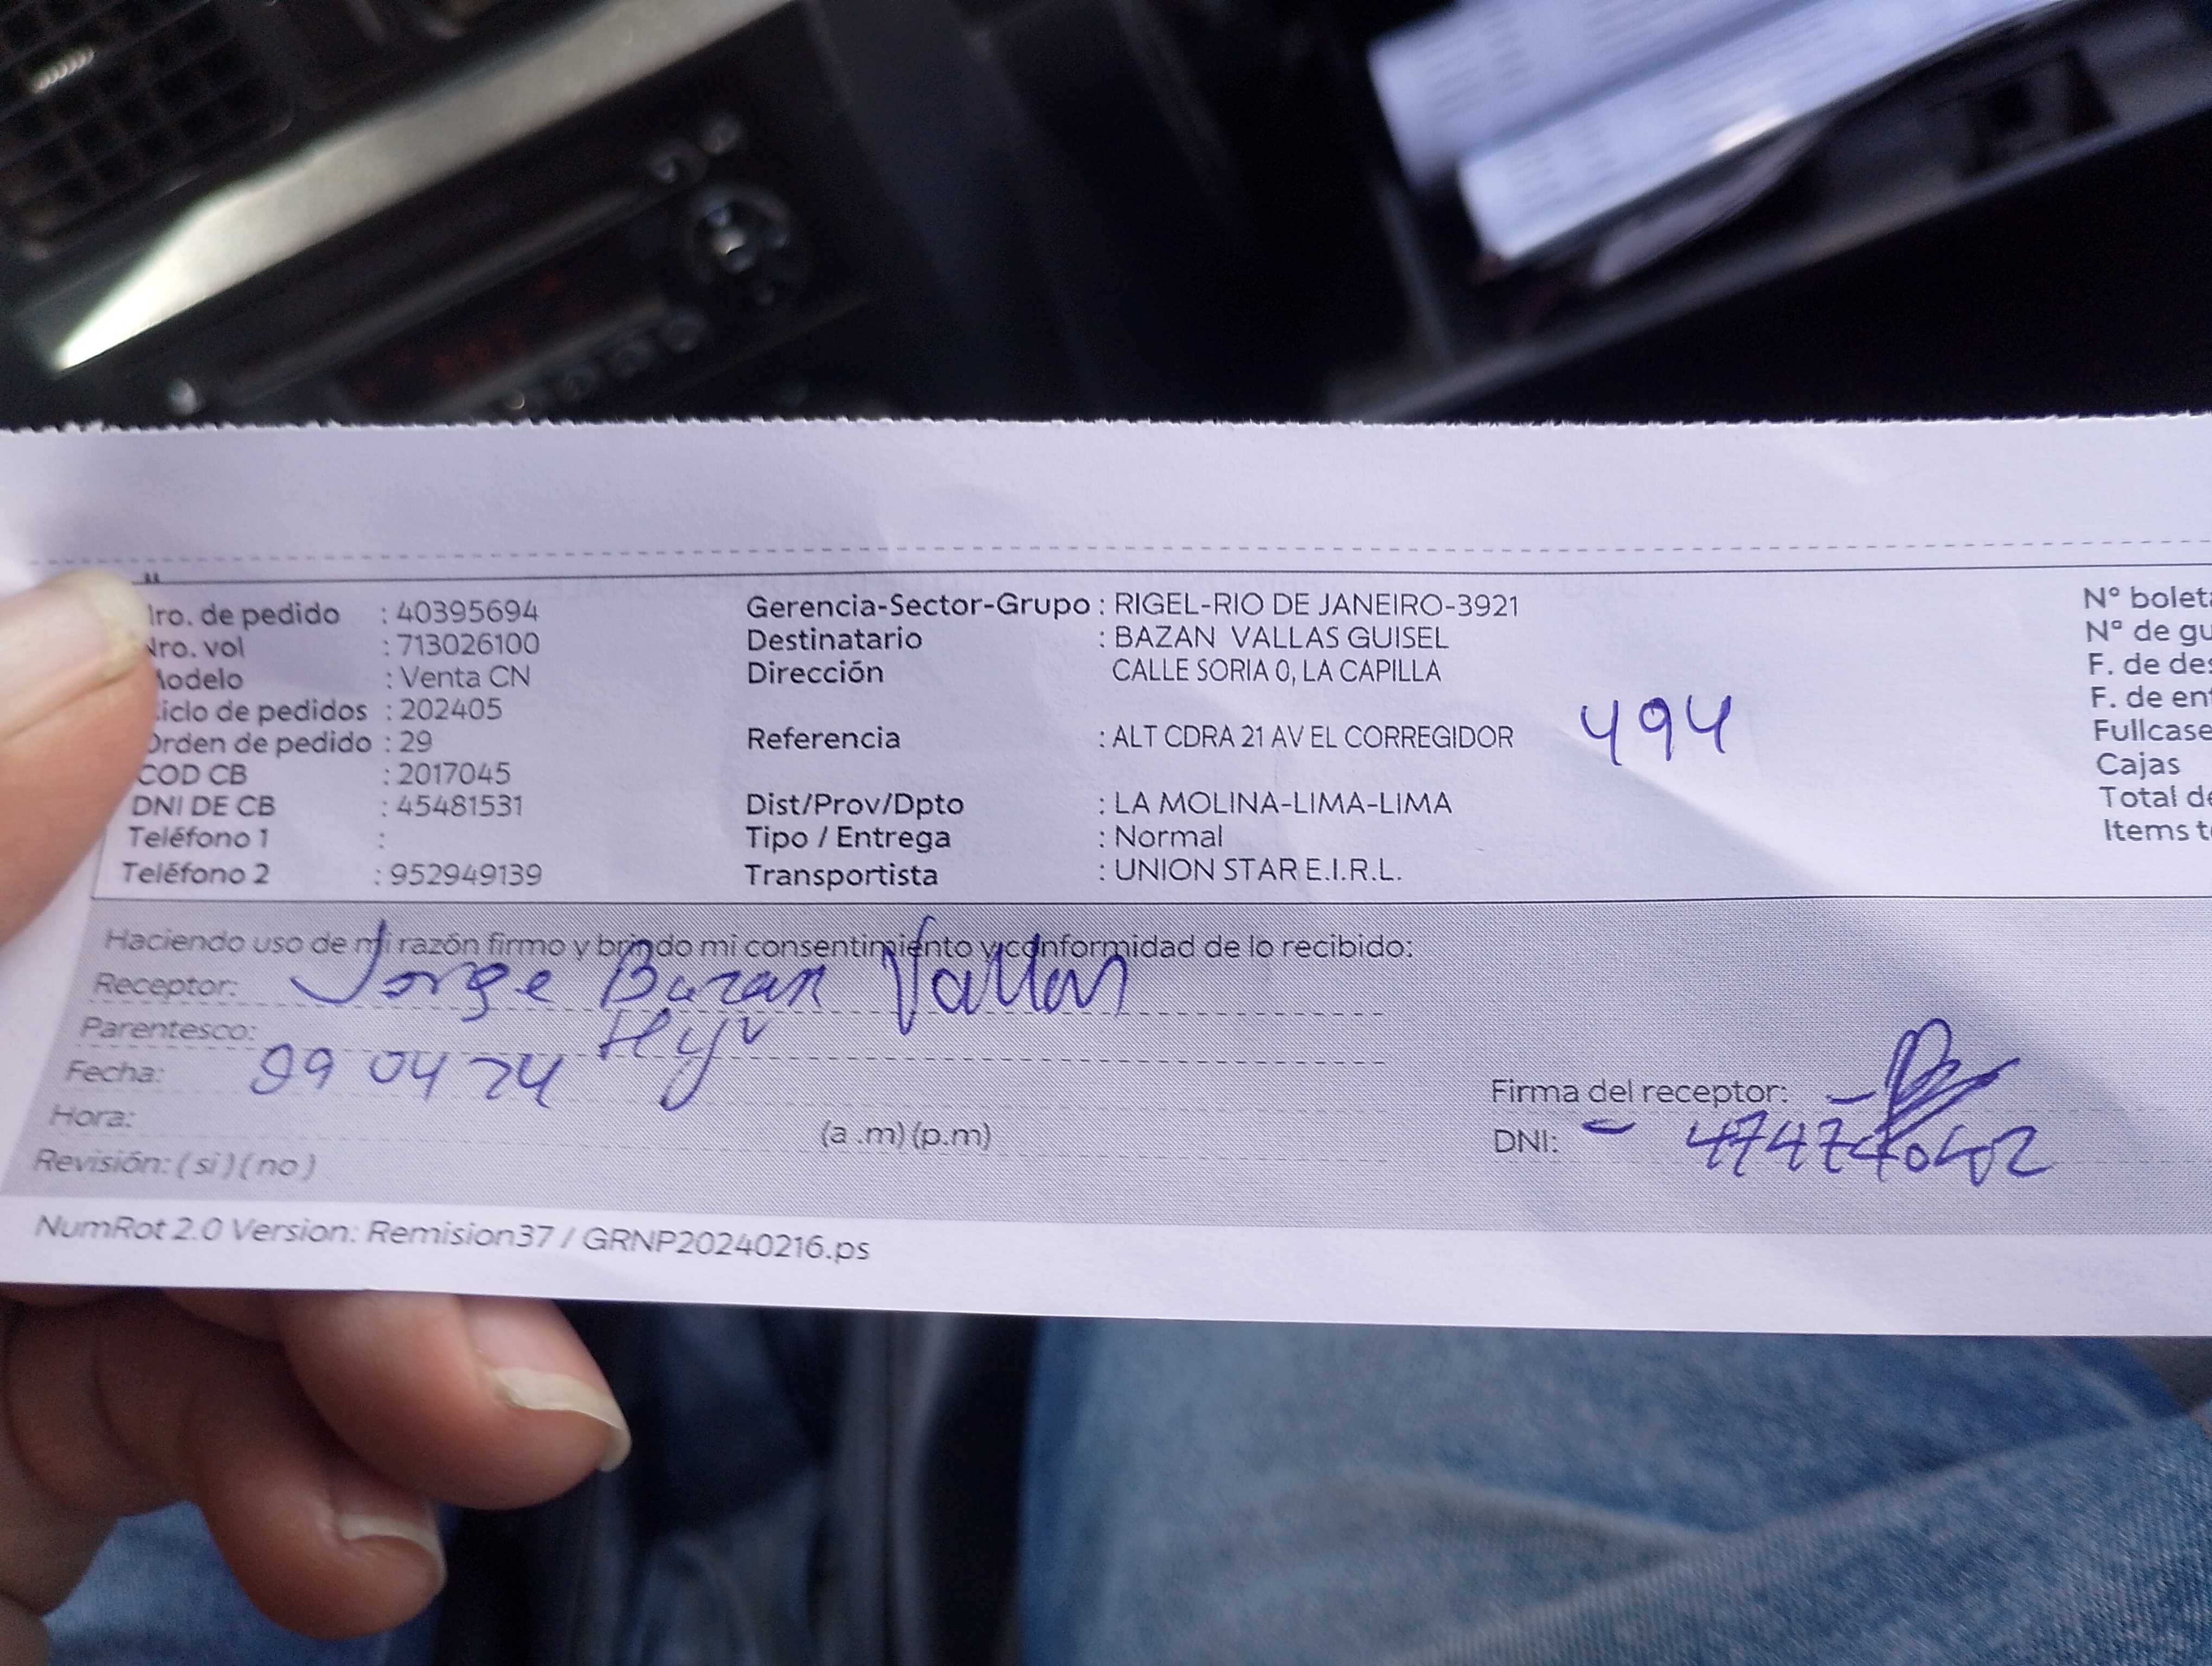 Nro. de pedido : 40395694
Nro. vol : 713026100
Modelo : Venta CN
Ciclo de pedidos : 202405
Orden de pedido : 29
COD CB : 2017045
DNI DE CB : 45481531
Teléfono 1 :
Teléfono 2 : 952949139
Gerencia-Sector-Grupo : RIGEL-RIO DE JANEIRO-3921
Destinatario : BAZAN VALLAS GUISEL
Dirección CALLE SORIA 0, LA CAPILLA
Referencia : ALT CDRA 21 AV EL CORREGIDOR 494
Dist/Prov/Dpto : LA MOLINA-LIMA-LIMA
Tipo / Entrega : Normal
Transportista : UNION STAR E.I.R.L.
N° bolet
N° de gu
F. de des
F. de en
Fullcase
Cajas
Total de
Items t
Haciendo uso de mi razón firmo y brindo mi consentimiento y conformidad de lo recibido:
Receptor: Jorge Bazan Vallas
Parentesco:
Fecha: 09 04 24
Hora: (a .m) (p.m)
Revisión: ( si ) ( no )
Firma del receptor:
DNI:
NumRot 2.0 Version: Remision37 / GRNP20240216.ps